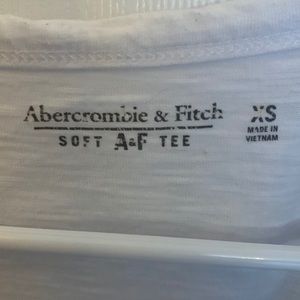 Abercrombie & Fitch
SOFT A&F TEE
XS
MADE IN
VIETNAM